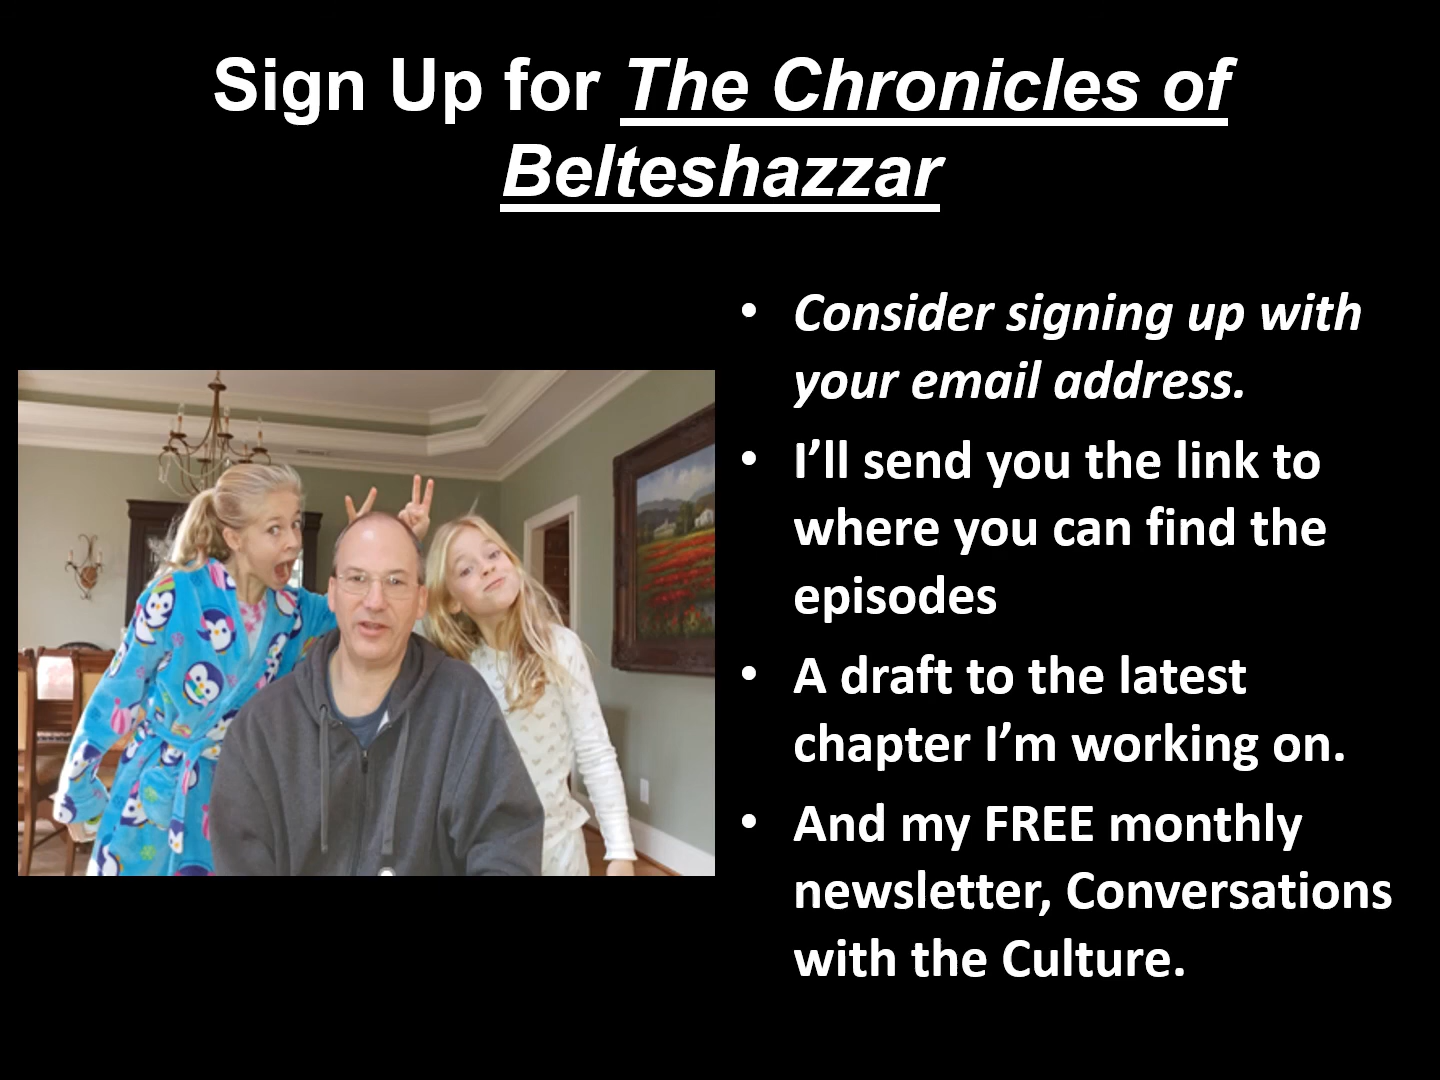 Sign Up for The Chronicles of
Belteshazzar
• Consider signing up with
your email address.
• I’ll send you the link to
where you can find the
episodes
• A draft to the latest
chapter I’m working on.
• And my FREE monthly
newsletter, Conversations
with the Culture.